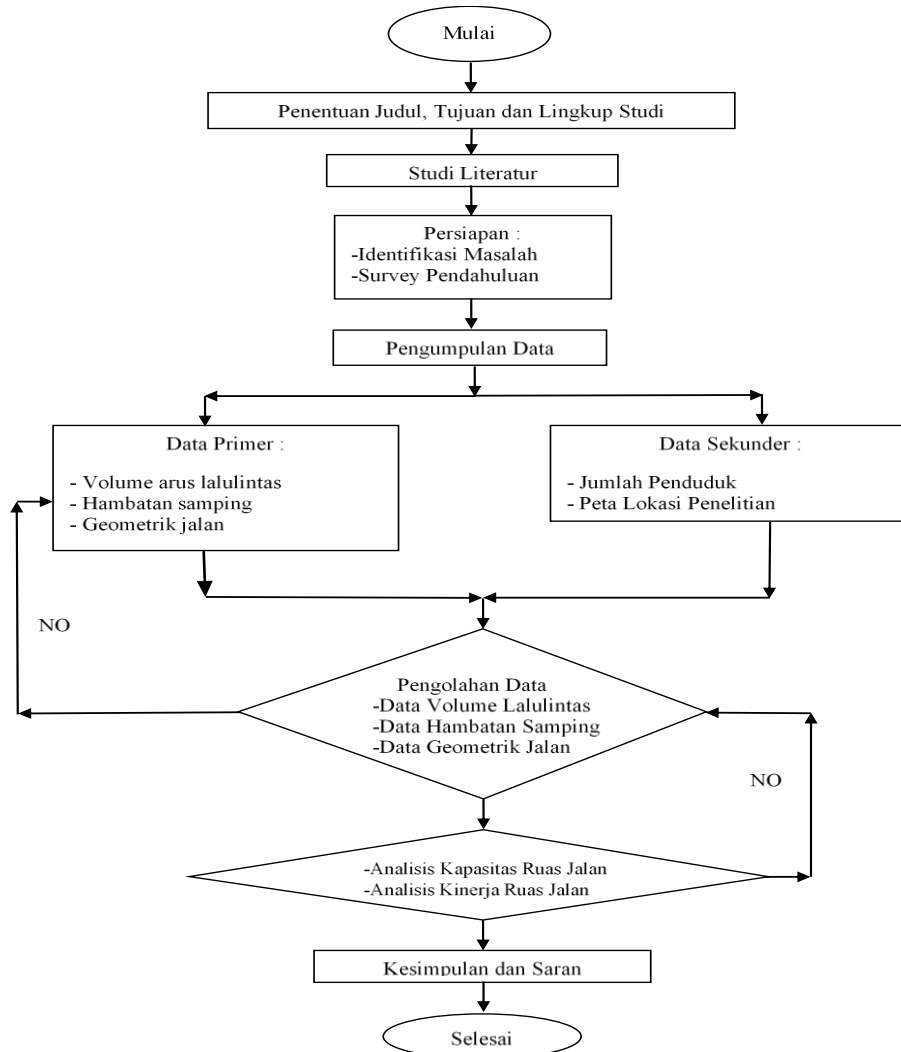 Mulai
Penentuan Judul, Tujuan dan Lingkup Studi
Studi Literatur
Persiapan :
-Identifikasi Masalah
-Survey Pendahuluan
Pengumpulan Data
Data Primer :
- Volume arus lalulintas
- Hambatan samping
- Geometrik jalan
Data Sekunder :
- Jumlah Penduduk
- Peta Lokasi Penelitian
NO
Pengolahan Data
-Data Volume Lalulintas
-Data Hambatan Samping
-Data Geometrik Jalan
NO
-Analisis Kapasitas Ruas Jalan
-Analisis Kinerja Ruas Jalan
Kesimpulan dan Saran
Selesai